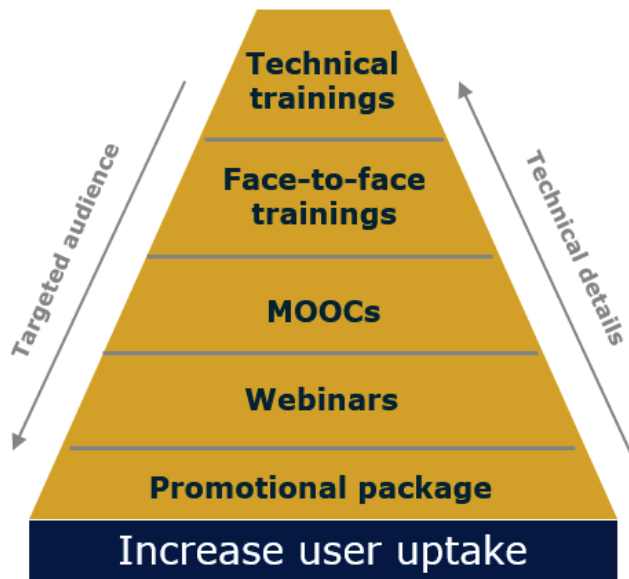 Technical
trainings
Face-to-face
trainings
MOOCs
Webinars
Promotional package
Increase user uptake
Targeted audience
Technical details